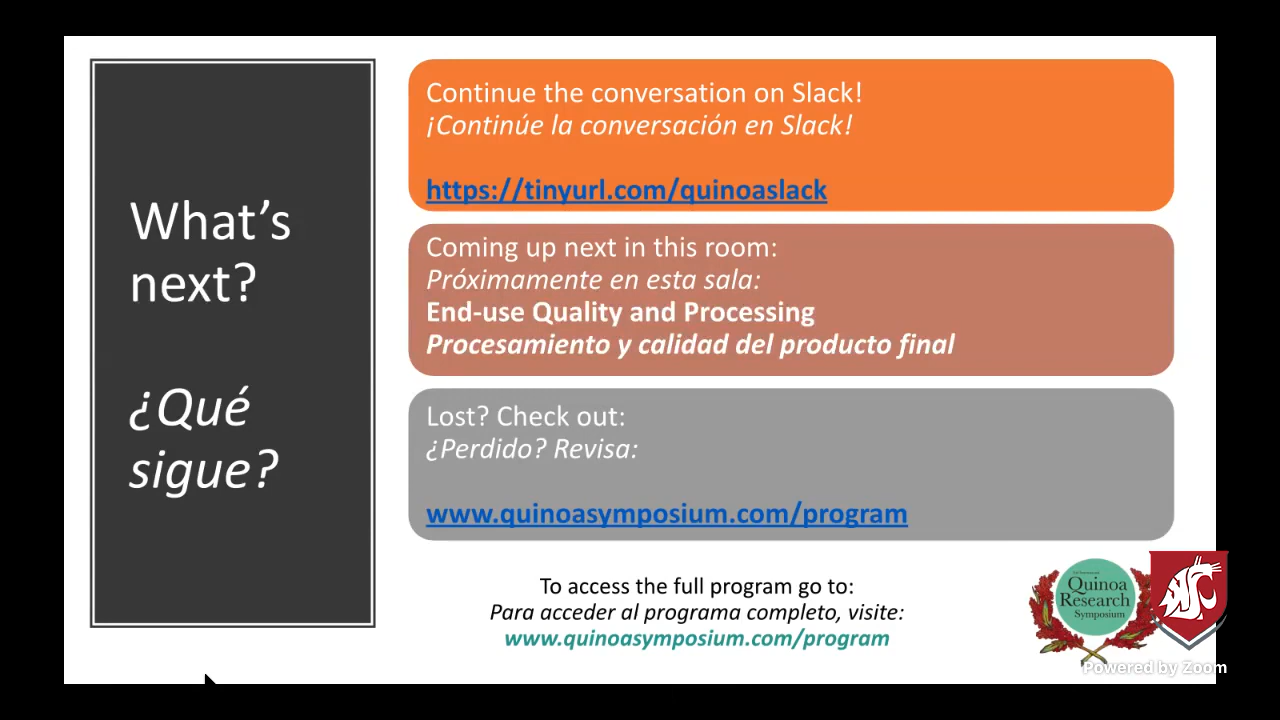 What's
next?
¿Qué
sigue?
Continue the conversation on Slack!
¡Continúe la conversación en Slack!
https://tinyurl.com/quinoaslack
Coming up next in this room:
Próximamente en esta sala:
End-use Quality and Processing
Procesamiento y calidad del producto final
Lost? Check out:
¿Perdido? Revisa:
www.quinoasymposium.com/program
To access the full program go to:
Para acceder al programa completo, visite:
www.quinoasymposium.com/program
Quinoa
Research
Symposium
Powered by Zoom